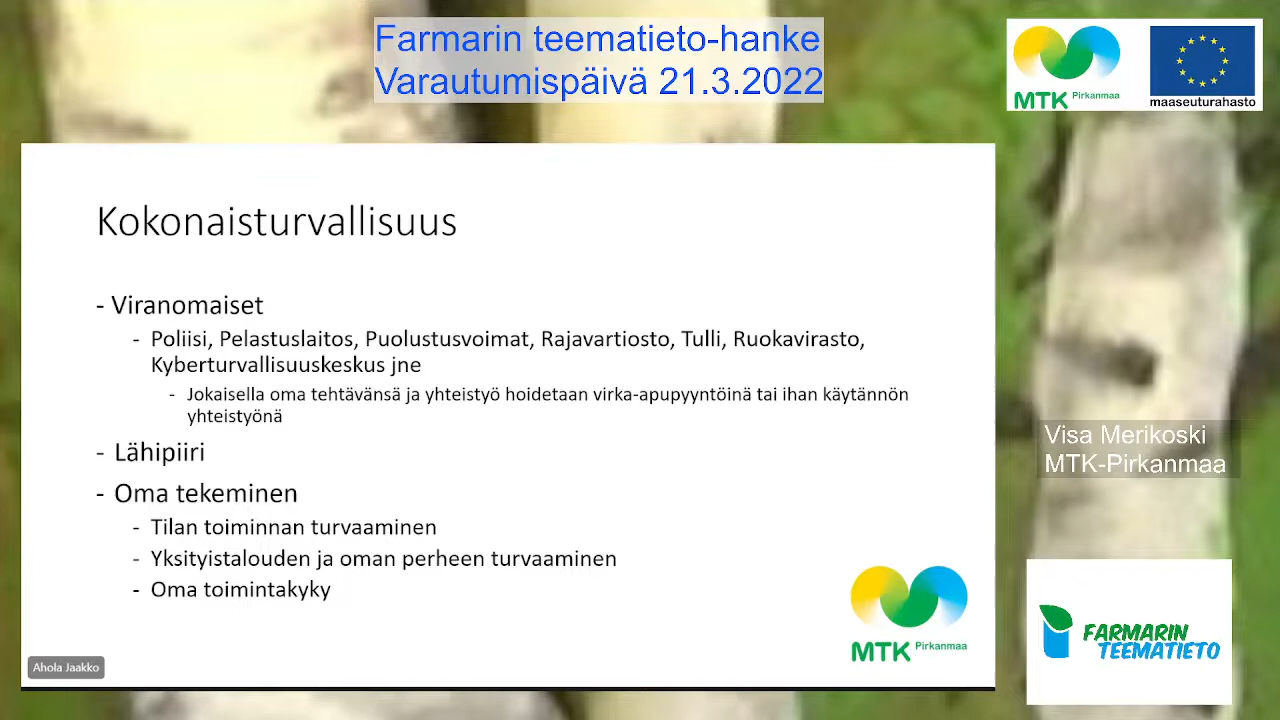 Farmarin teematieto-hanke
Varautumispäivä 21.3.2022
MTK Pirkanmaa
maaseuturahasto
Kokonaisturvallisuus
- Viranomaiset
- Poliisi, Pelastuslaitos, Puolustusvoimat, Rajavartiosto, Tulli, Ruokavirasto,
Kyberturvallisuuskeskus jne
- Jokaisella oma tehtävänsä ja yhteistyö hoidetaan virka-apupyyntöinä tai ihan käytännön
yhteistyönä
- Lähipiiri
- Oma tekeminen
- Tilan toiminnan turvaaminen
- Yksityistalouden ja oman perheen turvaaminen
- Oma toimintakyky
MTK Pirkanmaa
Ahola Jaakko
Visa Merikoski
MTK-Pirkanmaa
FARMARIN
TEEMATIETO